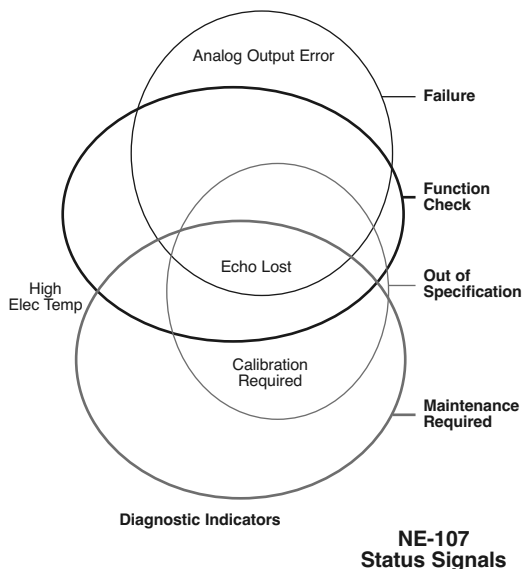 Analog Output Error
Failure
Function
Check
Echo Lost
High
Elec Temp
Out of
Specification
Calibration
Required
Maintenance
Required
Diagnostic Indicators
NE-107
Status Signals